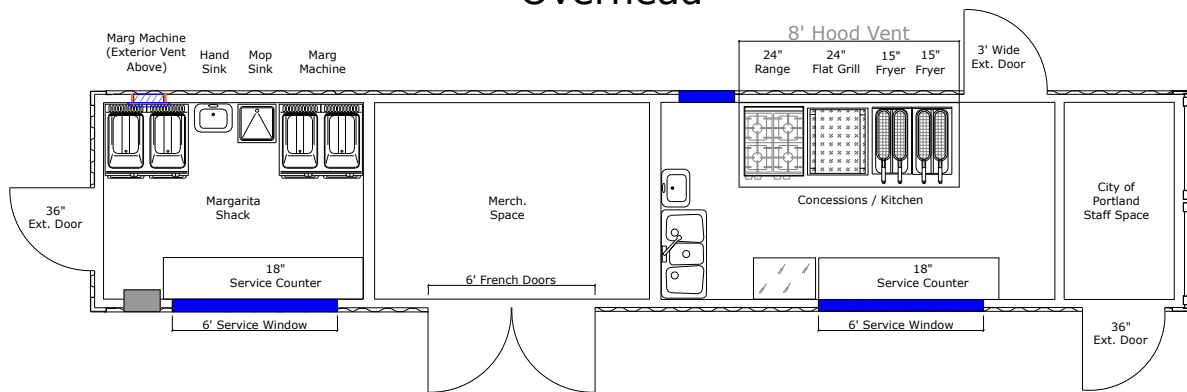 Overhead
8' Hood Vent
Marg Machine
(Exterior Vent
Above)
Hand
Sink
Mop
Sink
Marg
Machine
24"
Range
24"
Flat Grill
15"
Fryer
15"
Fryer
3' Wide
Ext. Door
36"
Ext. Door
Margarita
Shack
Merch.
Space
Concessions / Kitchen
City of
Portland
Staff Space
18"
Service Counter
6' French Doors
18"
Service Counter
6' Service Window
6' Service Window
36"
Ext. Door